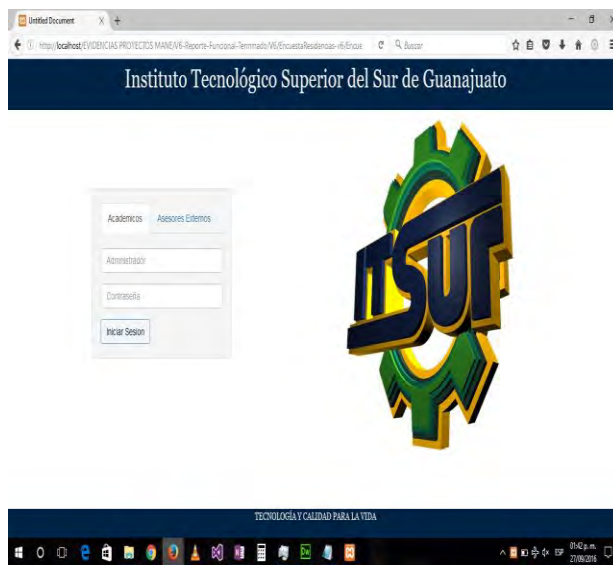 Untitled Document
http://localhost/EVIDENCIAS PROYECTOS MANE/V6-Reporte-Funcional-Terminado/V6/EncuestaResidencias-v6/Encue
Buscar
Instituto Tecnológico Superior del Sur de Guanajuato
Academicos
Asesores Externos
Administrador
Contraseña
Iniciar Sesion
ITSUR
TECNOLOGÍA Y CALIDAD PARA LA VIDA
Dw
ESP
01:42 p.m.
27/09/2016